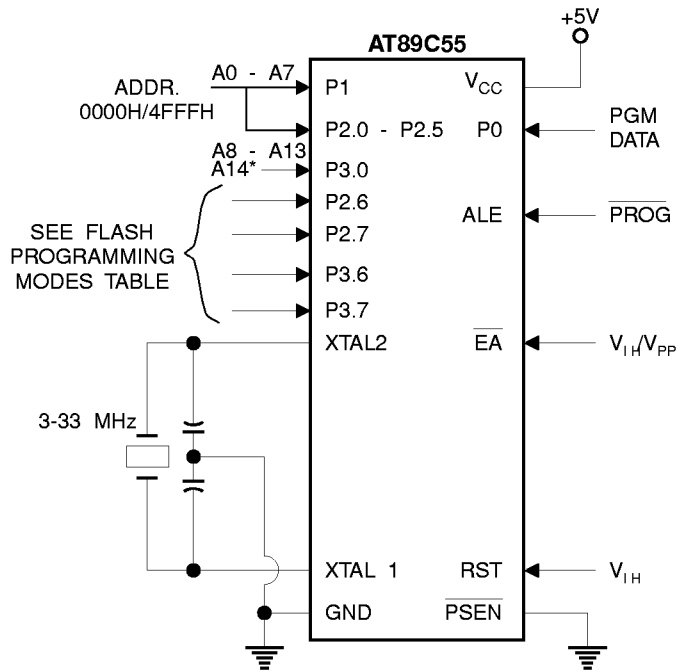 +5V
AT89C55
ADDR.
0000H/4FFFH
A0 - A7
P1
VCC
P2.0 - P2.5
P0
PGM
DATA
A8 - A13
A14*
P3.0
P2.6
ALE
PROG
SEE FLASH
PROGRAMMING
MODES TABLE
P2.7
P3.6
P3.7
XTAL2
EA
VIH/VPP
3-33 MHz
XTAL 1
RST
VIH
GND
PSEN